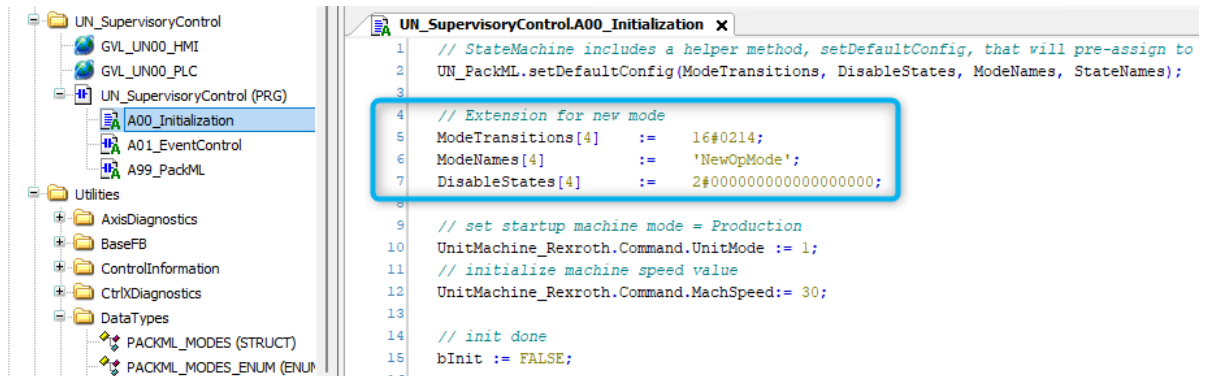 UN_SupervisoryControl
GVL_UN00_HMI
GVL_UN00_PLC
UN_SupervisoryControl (PRG)
A00_Initialization
A01_EventControl
A99_PackML
Utilities
AxisDiagnostics
BaseFB
ControlInformation
CtrlXDiagnostics
DataTypes
PACKML_MODES (STRUCT)
PACKML_MODES_ENUM (ENUM
UN_SupervisoryControl.A00_Initialization X
1 // StateMachine includes a helper method, setDefaultConfig, that will pre-assign to
2 UN_PackML.setDefaultConfig(ModeTransitions, DisableStates, ModeNames, StateNames);
3
4 // Extension for new mode
5 ModeTransitions[4] := 16#0214;
6 ModeNames[4] := 'NewOpMode';
7 DisableStates[4] := 2#000000000000000000;
8
9 // set startup machine mode = Production
10 UnitMachine_Rexroth.Command.UnitMode := 1;
11 // initialize machine speed value
12 UnitMachine_Rexroth.Command.MachSpeed:= 30;
13
14 // init done
15 bInit := FALSE;